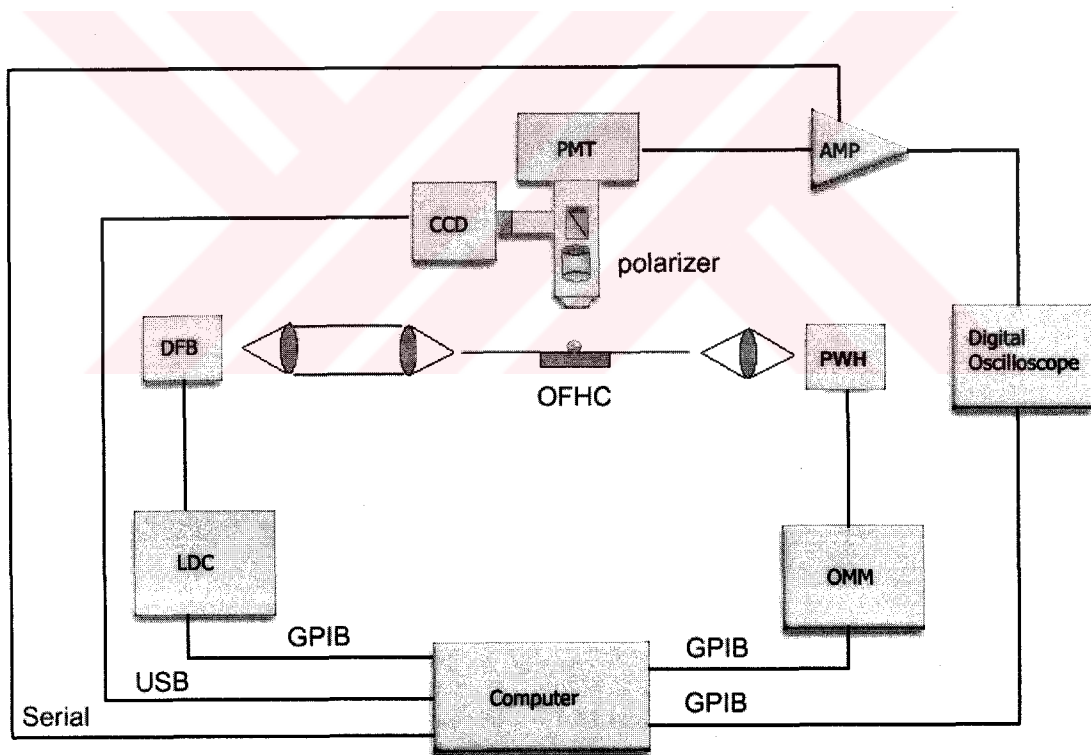 PMT
AMP
CCD
polarizer
DFB
PWH
Digital
Oscilloscope
OFHC
LDC
OMM
GPIB
GPIB
USB
Computer
GPIB
Serial